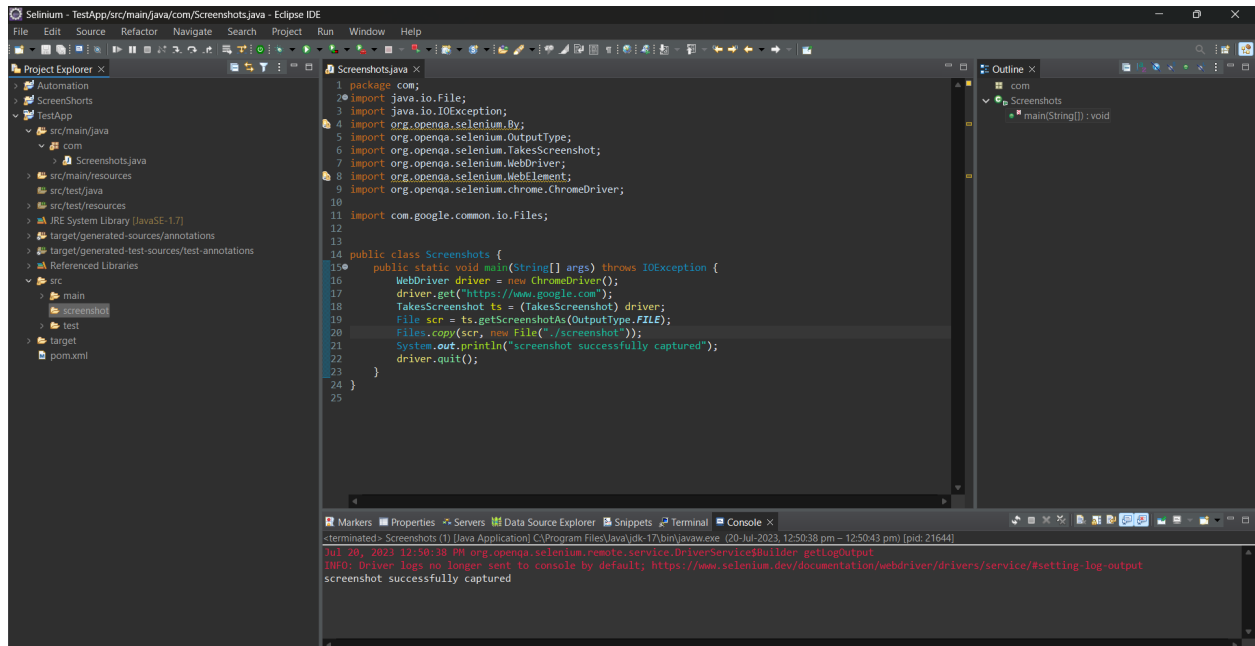 Selinium - TestApp/src/main/java/com/Screenshots.java - Eclipse IDE
File Edit Source Refactor Navigate Search Project Run Window Help
Project Explorer
Automation
ScreenShorts
TestApp
src/main/java
com
Screenshots.java
src/main/resources
src/test/java
src/test/resources
JRE System Library [JavaSE-1.7]
target/generated-sources/annotations
target/generated-test-sources/test-annotations
Referenced Libraries
src
main
screenshot
test
target
pom.xml
Screenshots.java
1 package com;
2 import java.io.File;
3 import java.io.IOException;
4 import org.openqa.selenium.By;
5 import org.openqa.selenium.OutputType;
6 import org.openqa.selenium.TakesScreenshot;
7 import org.openqa.selenium.WebDriver;
8 import org.openqa.selenium.WebElement;
9 import org.openqa.selenium.chrome.ChromeDriver;
10
11 import com.google.common.io.Files;
12
13
14 public class Screenshots {
15 public static void main(String[] args) throws IOException {
16 WebDriver driver = new ChromeDriver();
17 driver.get("https://www.google.com");
18 TakesScreenshot ts = (TakesScreenshot) driver;
19 File scr = ts.getScreenshotAs(OutputType.FILE);
20 Files.copy(scr, new File("./screenshot"));
21 System.out.println("screenshot successfully captured");
22 driver.quit();
23 }
24 }
25
Outline
com
Screenshots
main(String[]) : void
Markers Properties Servers Data Source Explorer Snippets Terminal Console
<terminated> Screenshots (1) [Java Application] C:\Program Files\Java\jdk-17\bin\javaw.exe (20-Jul-2023, 12:50:38 pm – 12:50:43 pm) [pid: 21644]
Jul 20, 2023 12:50:38 PM org.openqa.selenium.remote.service.DriverService$Builder getLogOutput
INFO: Driver logs no longer sent to console by default; https://www.selenium.dev/documentation/webdriver/drivers/service/#setting-log-output
screenshot successfully captured